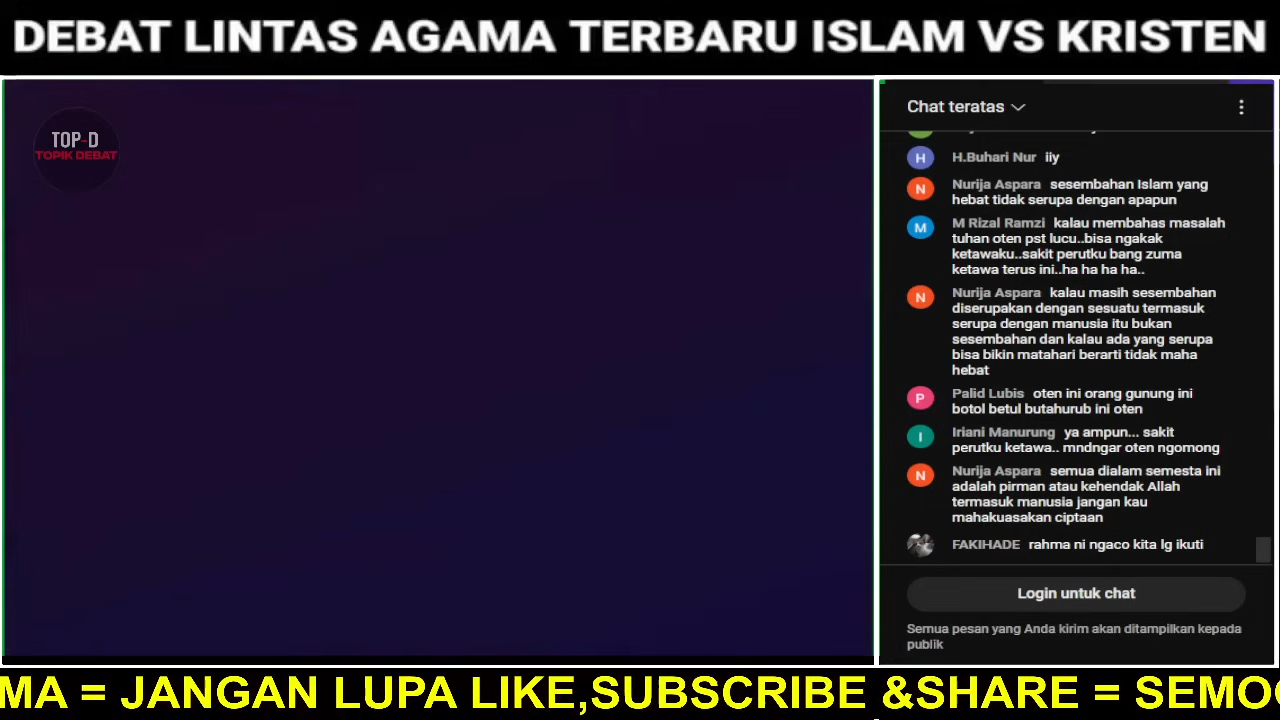 DEBAT LINTAS AGAMA TERBARU ISLAM VS KRISTEN
TOP-D
TOPIK DEBAT
Chat teratas
H
H.Buhari Nur iiy
N
Nurija Aspara sesembahan Islam yang
hebat tidak serupa dengan apapun
M
M Rizal Ramzi kalau membahas masalah
tuhan oten pst lucu..bisa ngakak
ketawaku..sakit perutku bang zuma
ketawa terus ini..ha ha ha ha..
N
Nurija Aspara kalau masih sesembahan
diserupakan dengan sesuatu termasuk
serupa dengan manusia itu bukan
sesembahan dan kalau ada yang serupa
bisa bikin matahari berarti tidak maha
hebat
P
Palid Lubis oten ini orang gunung ini
botol betul butahurub ini oten
I
Iriani Manurung ya ampun... sakit
perutku ketawa.. mndngar oten ngomong
N
Nurija Aspara semua dialam semesta ini
adalah pirman atau kehendak Allah
termasuk manusia jangan kau
mahakuasakan ciptaan
FAKIHADE rahma ni ngaco kita lg ikuti
Login untuk chat
Semua pesan yang Anda kirim akan ditampilkan kepada
publik
MA = JANGAN LUPA LIKE,SUBSCRIBE &SHARE = SEMO